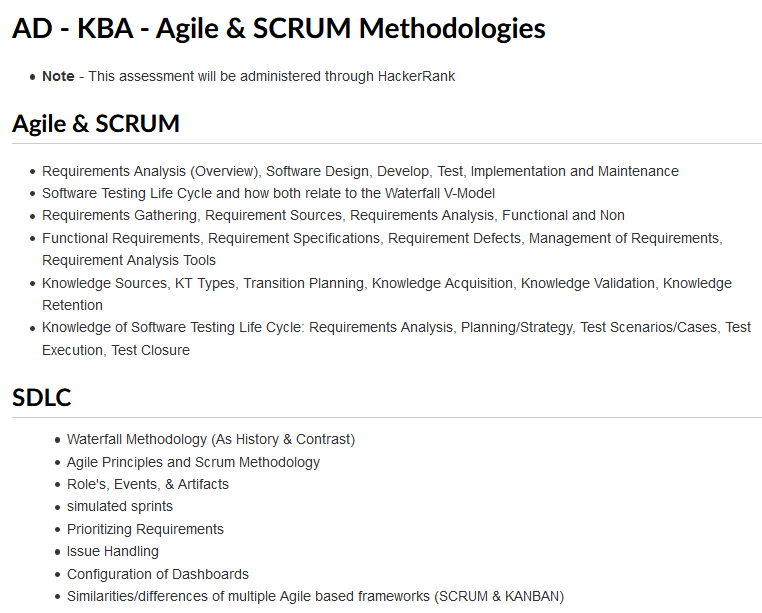 AD - KBA - Agile & SCRUM Methodologies
• Note - This assessment will be administered through HackerRank
Agile & SCRUM
• Requirements Analysis (Overview), Software Design, Develop, Test, Implementation and Maintenance
• Software Testing Life Cycle and how both relate to the Waterfall V-Model
• Requirements Gathering, Requirement Sources, Requirements Analysis, Functional and Non
• Functional Requirements, Requirement Specifications, Requirement Defects, Management of Requirements,
Requirement Analysis Tools
• Knowledge Sources, KT Types, Transition Planning, Knowledge Acquisition, Knowledge Validation, Knowledge
Retention
• Knowledge of Software Testing Life Cycle: Requirements Analysis, Planning/Strategy, Test Scenarios/Cases, Test
Execution, Test Closure
SDLC
• Waterfall Methodology (As History & Contrast)
• Agile Principles and Scrum Methodology
• Role's, Events, & Artifacts
• simulated sprints
• Prioritizing Requirements
• Issue Handling
• Configuration of Dashboards
• Similarities/differences of multiple Agile based frameworks (SCRUM & KANBAN)